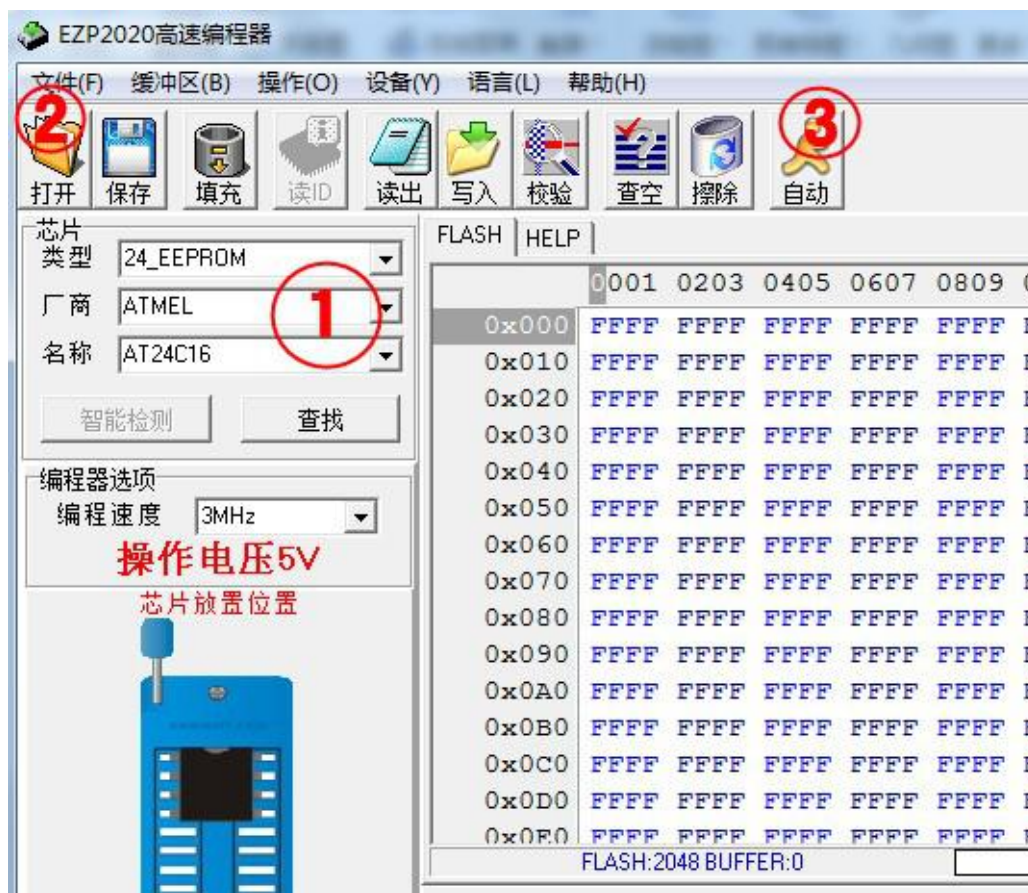 EZP2020高速编程器
文件(F) 缓冲区(B) 操作(O) 设备(Y) 语言(L) 帮助(H)
② ③
打开 保存 填充 读ID 读出 写入 校验 查空 擦除 自动
芯片
类型 24_EEPROM
厂商 ATMEL
①
名称 AT24C16
智能检测 查找
编程器选项
编程速度 3MHz
操作电压5V
芯片放置位置
FLASH HELP
0001 0203 0405 0607 0809
0x000 FFFF FFFF FFFF FFFF FFFF
0x010 FFFF FFFF FFFF FFFF FFFF
0x020 FFFF FFFF FFFF FFFF FFFF
0x030 FFFF FFFF FFFF FFFF FFFF
0x040 FFFF FFFF FFFF FFFF FFFF
0x050 FFFF FFFF FFFF FFFF FFFF
0x060 FFFF FFFF FFFF FFFF FFFF
0x070 FFFF FFFF FFFF FFFF FFFF
0x080 FFFF FFFF FFFF FFFF FFFF
0x090 FFFF FFFF FFFF FFFF FFFF
0x0A0 FFFF FFFF FFFF FFFF FFFF
0x0B0 FFFF FFFF FFFF FFFF FFFF
0x0C0 FFFF FFFF FFFF FFFF FFFF
0x0D0 FFFF FFFF FFFF FFFF FFFF
0x0E0 FFFF FFFF FFFF FFFF FFFF
FLASH:2048 BUFFER:0